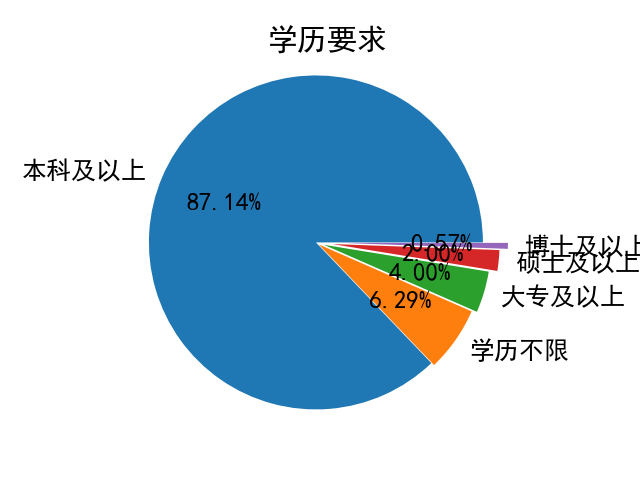 学历要求
本科及以上
87.14%
0.57%
博士及以上
2.00%
硕士及以上
4.00%
大专及以上
6.29%
学历不限